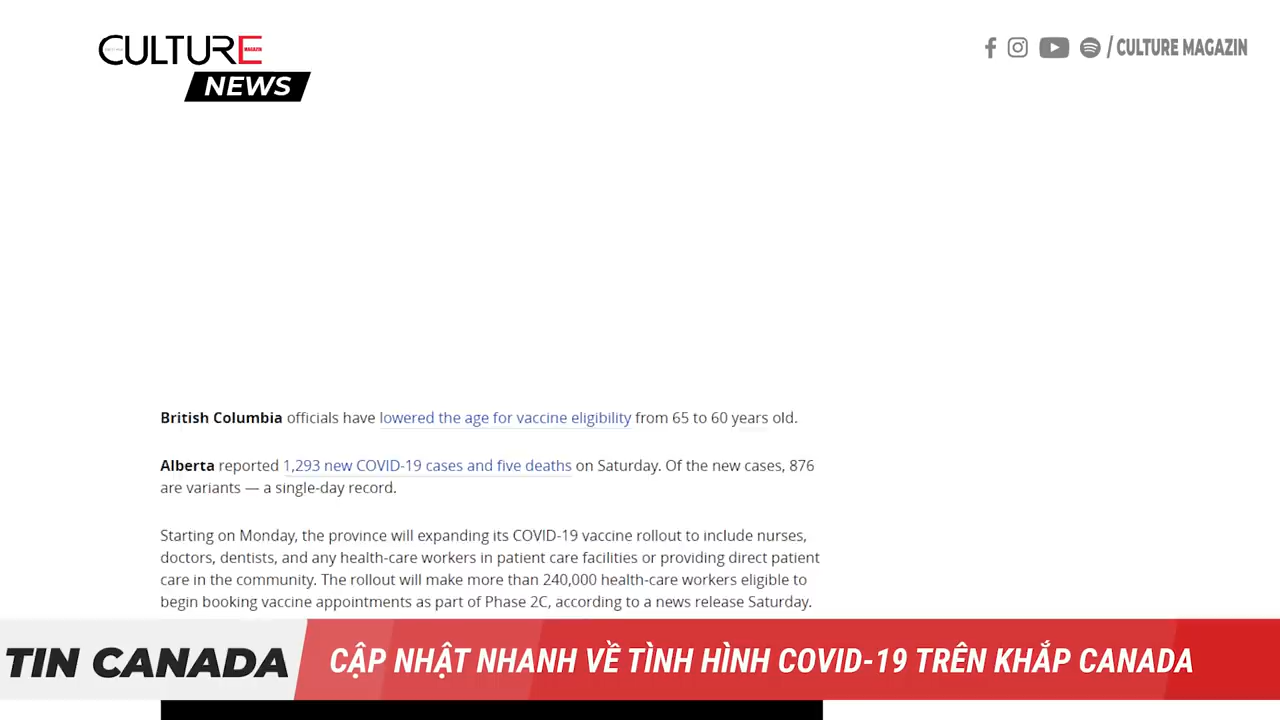 CULTURE MAGAZIN
NEWS
/ CULTURE MAGAZIN
British Columbia officials have lowered the age for vaccine eligibility from 65 to 60 years old.
Alberta reported 1,293 new COVID-19 cases and five deaths on Saturday. Of the new cases, 876
are variants — a single-day record.
Starting on Monday, the province will expanding its COVID-19 vaccine rollout to include nurses,
doctors, dentists, and any health-care workers in patient care facilities or providing direct patient
care in the community. The rollout will make more than 240,000 health-care workers eligible to
begin booking vaccine appointments as part of Phase 2C, according to a news release Saturday.
TIN CANADA
CẬP NHẬT NHANH VỀ TÌNH HÌNH COVID-19 TRÊN KHẮP CANADA